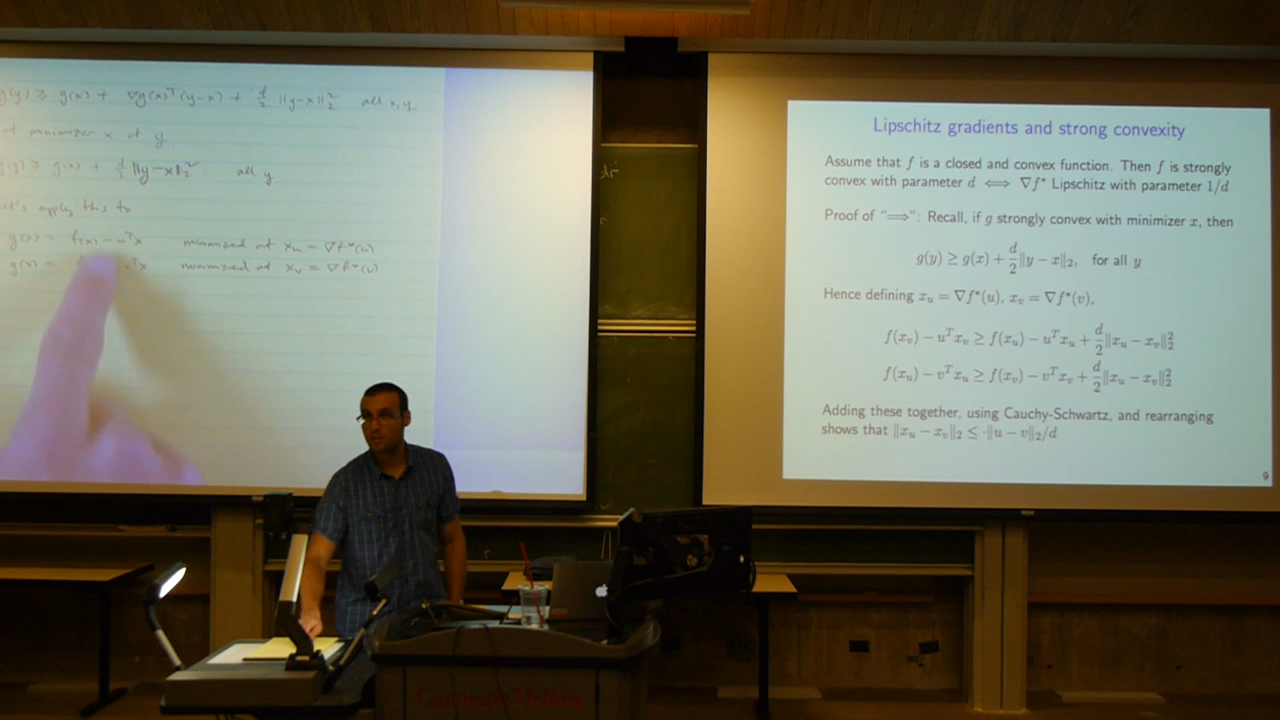 g(y) ≥ g(x) + ∇g(x)ᵀ(y−x) + d/2 ||y−x||₂² all x, y
at minimizer x of y
g(y) ≥ g(x) + d/2 ||y−x||₂² all y
let's apply this to
g(x) = f(x) − uᵀx minimized at xᵤ = ∇f*(u)
g(x) = minimized at xᵥ = ∇f*(v)
Lipschitz gradients and strong convexity
Assume that f is a closed and convex function. Then f is strongly
convex with parameter d ⟺ ∇f* Lipschitz with parameter 1/d
Proof of "⟹": Recall, if g strongly convex with minimizer x, then
g(y) ≥ g(x) + d/2 ‖y − x‖₂, for all y
Hence defining xᵤ = ∇f*(u), xᵥ = ∇f*(v),
f(xᵥ) − uᵀxᵥ ≥ f(xᵤ) − uᵀxᵤ + d/2 ‖xᵤ − xᵥ‖₂²
f(xᵤ) − vᵀxᵤ ≥ f(xᵥ) − vᵀxᵥ + d/2 ‖xᵤ − xᵥ‖₂²
Adding these together, using Cauchy-Schwartz, and rearranging
shows that ‖xᵤ − xᵥ‖₂ ≤ ·‖u − v‖₂/d
9
Carnegie Mellon